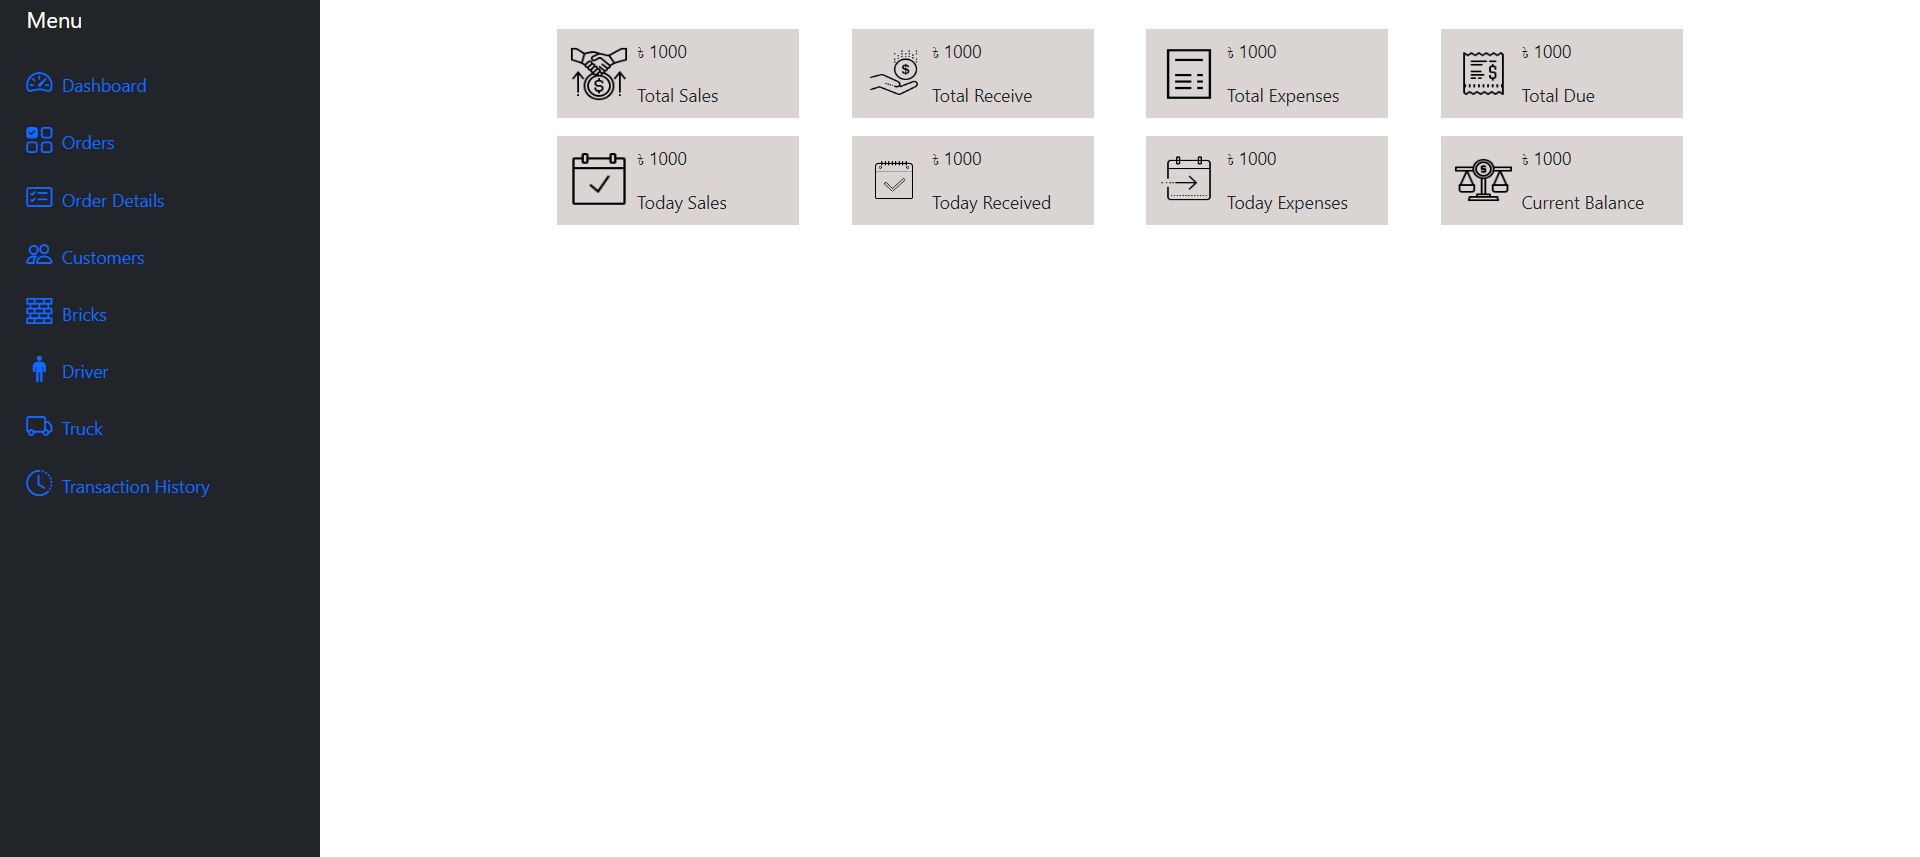 Menu
Dashboard
Orders
Order Details
Customers
Bricks
Driver
Truck
Transaction History
৳ 1000
Total Sales
৳ 1000
Total Receive
৳ 1000
Total Expenses
৳ 1000
Total Due
৳ 1000
Today Sales
৳ 1000
Today Received
৳ 1000
Today Expenses
৳ 1000
Current Balance